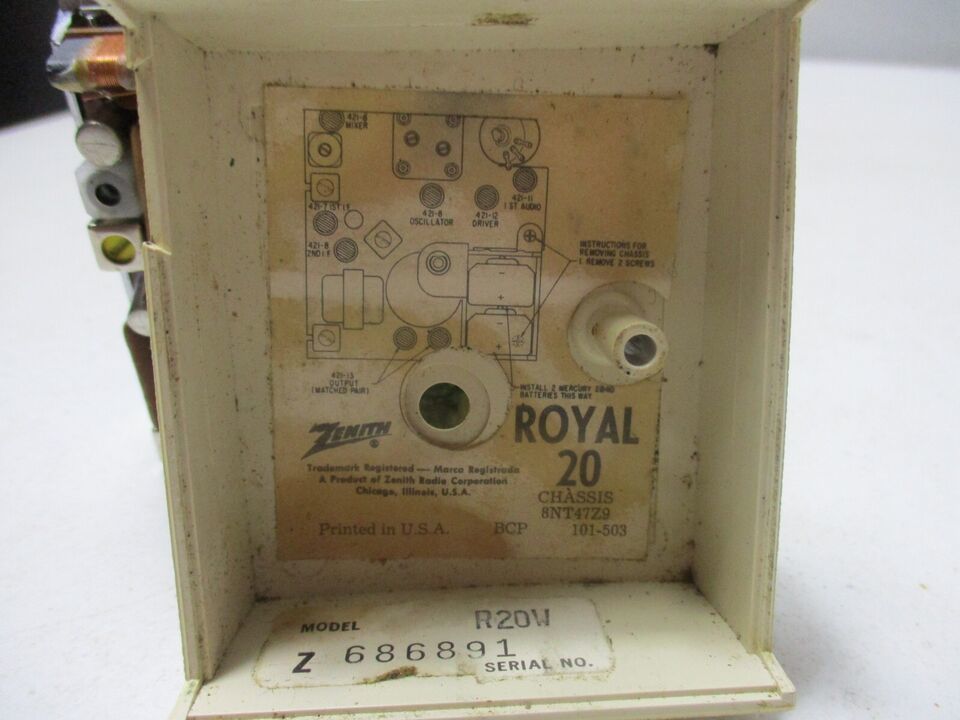 421-6
MIXER
421-7 1ST I.F.
421-8
OSCILLATOR
421-12
DRIVER
421-11
1ST AUDIO
421-8
2ND I.F.
INSTRUCTIONS FOR
REMOVING CHASSIS
1. REMOVE 2 SCREWS
+
+
421-13
OUTPUT
(MATCHED PAIR)
INSTALL 2 MERCURY
BATTERIES THIS WAY
ZENITH
®
ROYAL
20
Trademark Registered — Marca Registrada
A Product of Zenith Radio Corporation
Chicago, Illinois, U.S.A.
CHÀSSIS
8NT47Z9
Printed in U.S.A. BCP 101-503
MODEL R20W
Z 686891
SERIAL NO.